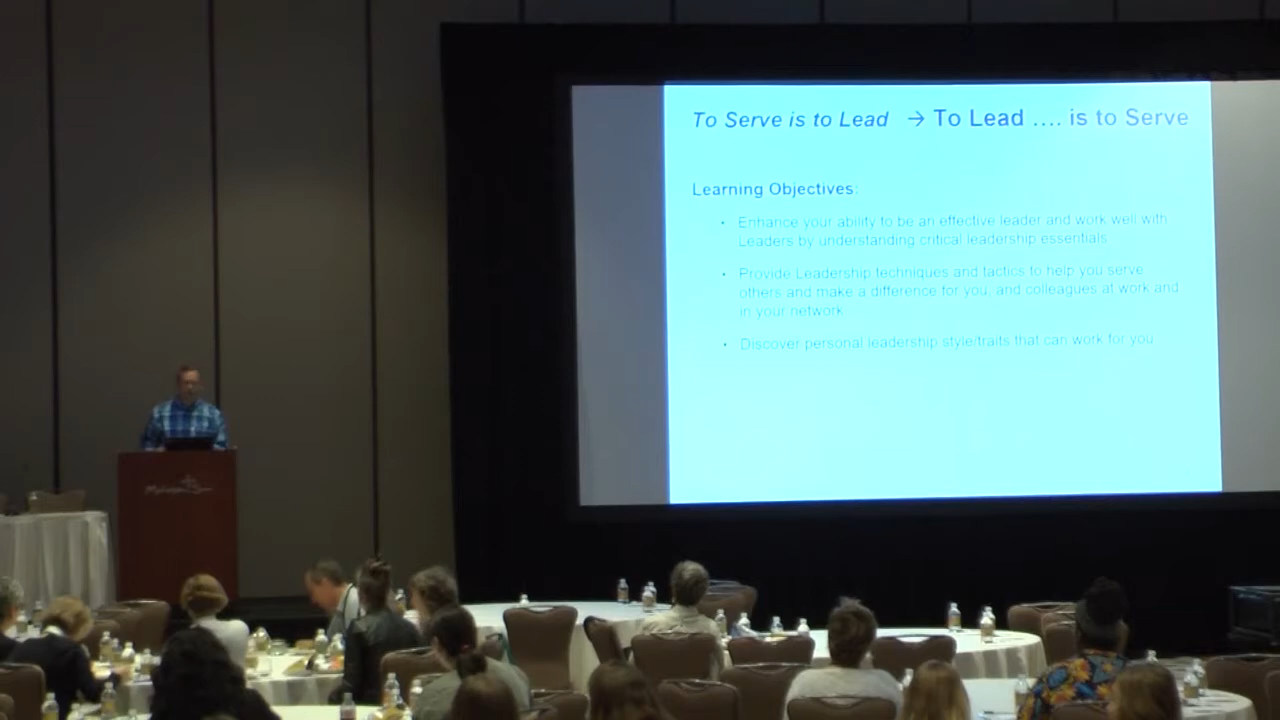 To Serve is to Lead → To Lead .... is to Serve
Learning Objectives:
• Enhance your ability to be an effective leader and work well with
Leaders by understanding critical leadership essentials
• Provide Leadership techniques and tactics to help you serve
others and make a difference for you, and colleagues at work and
in your network
• Discover personal leadership style/traits that can work for you